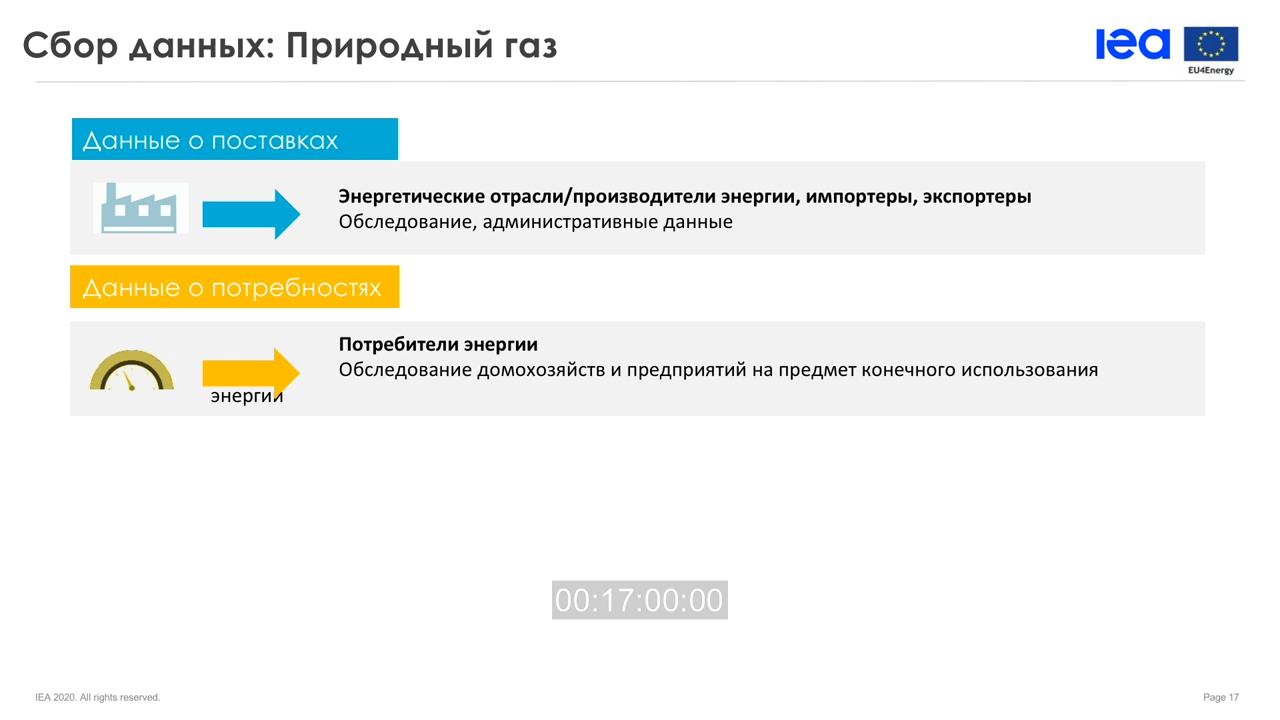 Сбор данных: Природный газ
iea
EU4Energy
Данные о поставках
Энергетические отрасли/производители энергии, импортеры, экспортеры
Обследование, административные данные
Данные о потребностях
Потребители энергии
Обследование домохозяйств и предприятий на предмет конечного использования
энергии
00:17:00:00
IEA 2020. All rights reserved.
Page 17